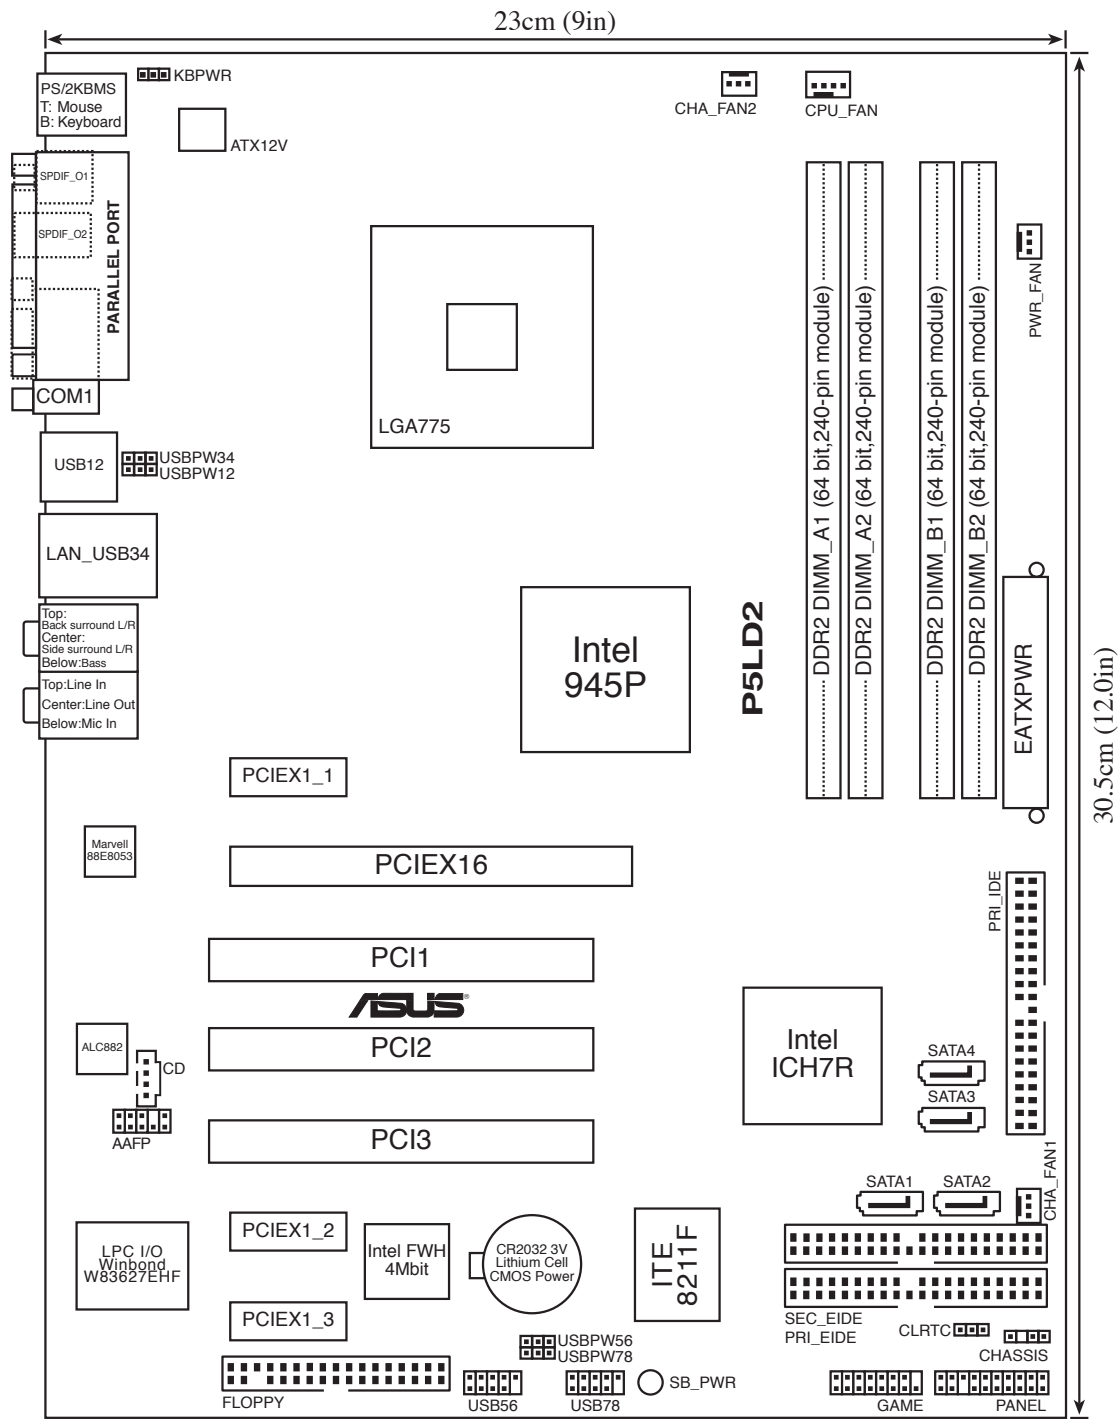 23cm (9in)
PS/2KBMS
T: Mouse
B: Keyboard
KBPWR
CHA_FAN2
CPU_FAN
ATX12V
SPDIF_O1
SPDIF_O2
PARALLEL PORT
PWR_FAN
COM1
LGA775
USB12
USBPW34
USBPW12
LAN_USB34
DDR2 DIMM_A1 (64 bit,240-pin module)
DDR2 DIMM_A2 (64 bit,240-pin module)
DDR2 DIMM_B1 (64 bit,240-pin module)
DDR2 DIMM_B2 (64 bit,240-pin module)
Top:
Back surround L/R
Center:
Side surround L/R
Below:Bass
Top:Line In
Center:Line Out
Below:Mic In
Intel
945P
P5LD2
EATXPWR
30.5cm (12.0in)
PCIEX1_1
Marvell
88E8053
PCIEX16
PRI_IDE
PCI1
ASUS®
ALC882
CD
AAFP
PCI2
Intel
ICH7R
SATA4
SATA3
PCI3
CHA_FAN1
SATA1
SATA2
LPC I/O
Winbond
W83627EHF
PCIEX1_2
Intel FWH
4Mbit
CR2032 3V
Lithium Cell
CMOS Power
ITE
8211F
PCIEX1_3
SEC_EIDE
PRI_EIDE
CLRTC
CHASSIS
USBPW56
USBPW78
FLOPPY
USB56
USB78
SB_PWR
GAME
PANEL